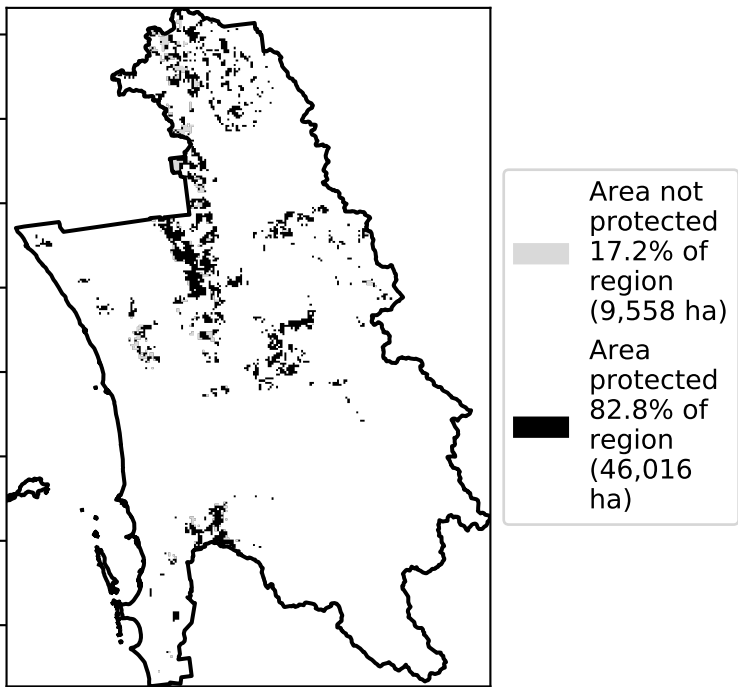 Area not
protected
17.2% of
region
(9,558 ha)
Area
protected
82.8% of
region
(46,016
ha)